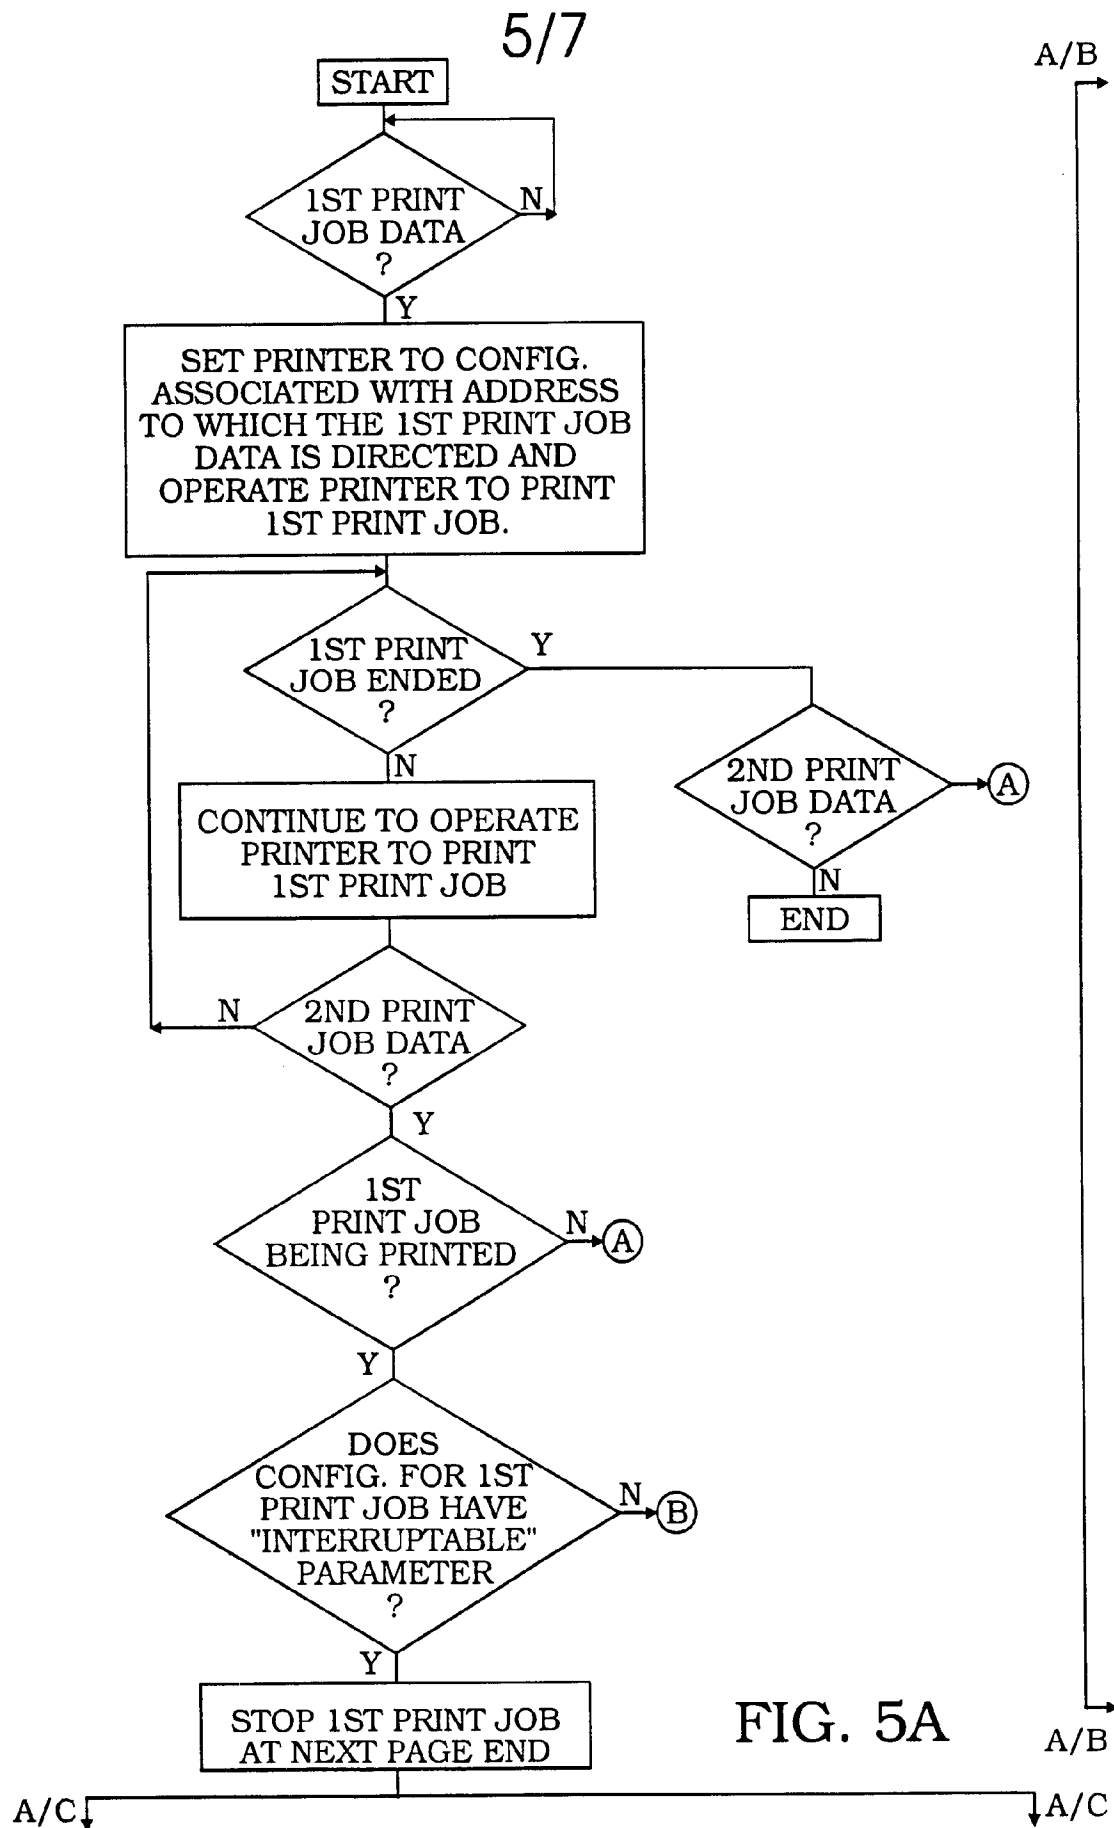 5/7
A/B
START
1ST PRINT
JOB DATA
?
N
Y
SET PRINTER TO CONFIG.
ASSOCIATED WITH ADDRESS
TO WHICH THE 1ST PRINT JOB
DATA IS DIRECTED AND
OPERATE PRINTER TO PRINT
1ST PRINT JOB.
1ST PRINT
JOB ENDED
?
Y
N
2ND PRINT
JOB DATA
?
A
N
END
CONTINUE TO OPERATE
PRINTER TO PRINT
1ST PRINT JOB
2ND PRINT
JOB DATA
?
N
Y
1ST
PRINT JOB
BEING PRINTED
?
N
A
Y
DOES
CONFIG. FOR 1ST
PRINT JOB HAVE
"INTERRUPTABLE"
PARAMETER
?
N
B
Y
STOP 1ST PRINT JOB
AT NEXT PAGE END
FIG. 5A
A/B
A/C
A/C